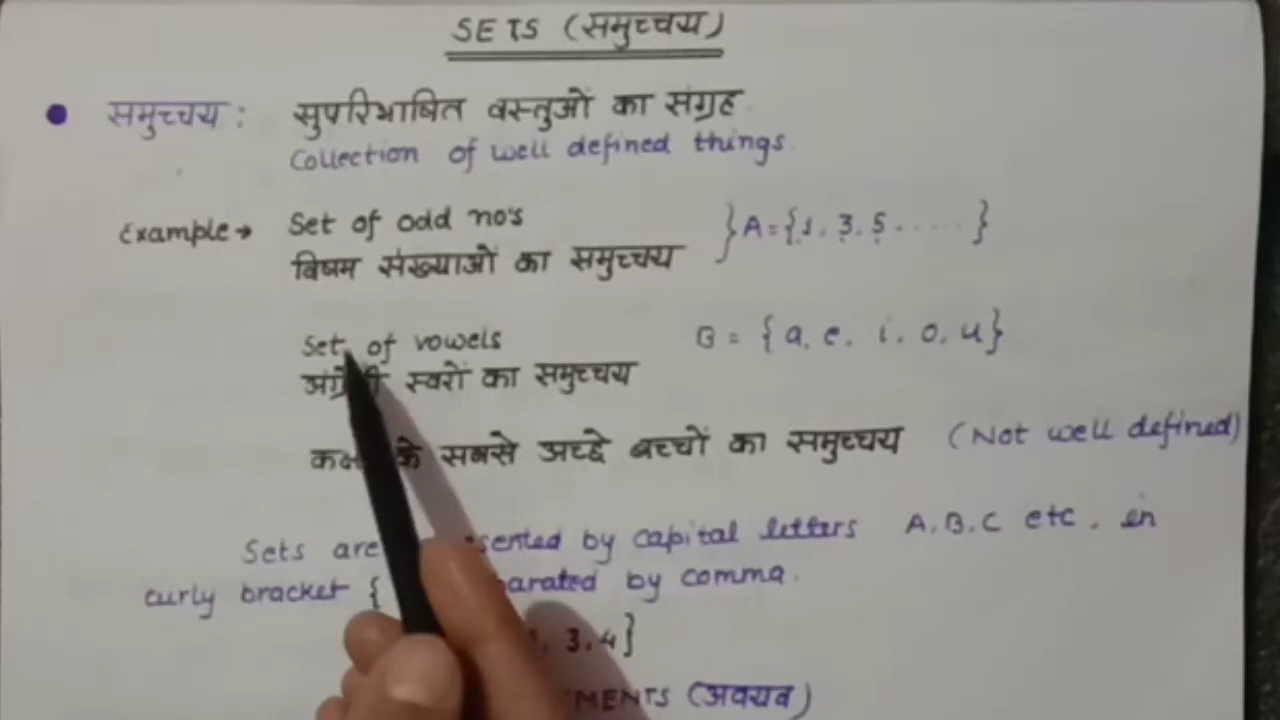 SETS (समुच्चय)
समुच्चय : सुपरिभाषित वस्तुओं का संग्रह
Collection of well defined things.
Example → Set of odd no's } A = {1, 3, 5 ...... }
विषम संख्याओं का समुच्चय
Set of vowels B = {a, e, i, o, u}
स्वरों का समुच्चय
के सबसे अच्छे बच्चों का समुच्चय (Not well defined)
Sets are by capital letters A.B.C etc. in
curly bracket { by comma.
3, 4}
(अवयव)